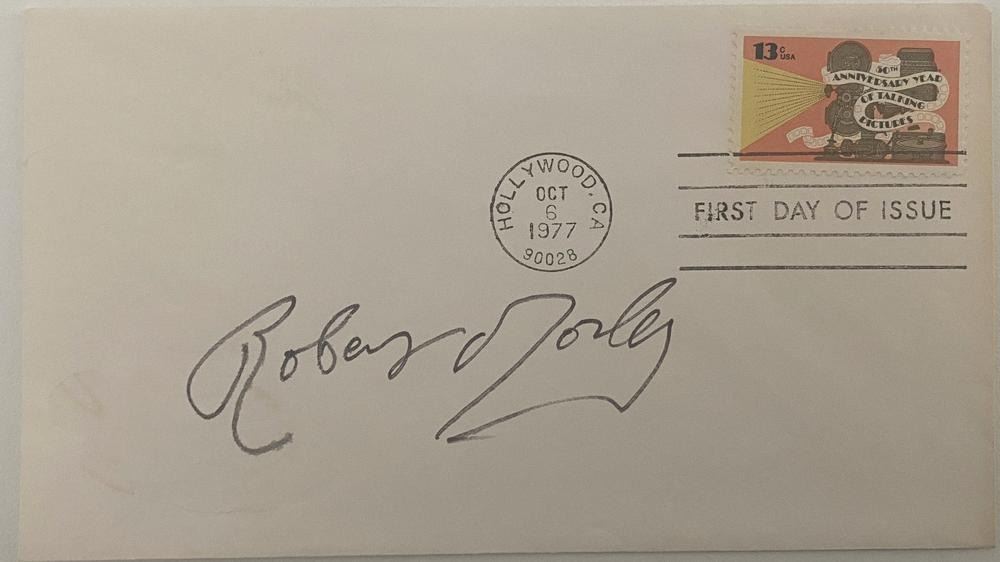 13c
USA
50TH
ANNIVERSARY YEAR
OF TALKING
PICTURES
HOLLYWOOD, CA
OCT
6
1977
90028
FIRST DAY OF ISSUE
Robert Morley